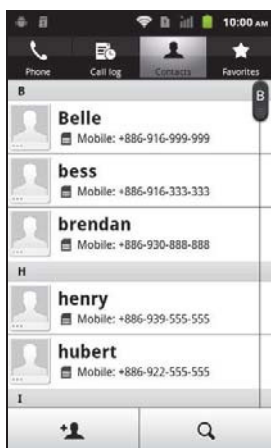 10:00 AM
Phone Call log Contacts Favorites
B
B
Belle
Mobile: +886-916-999-999
bess
Mobile: +886-916-333-333
brendan
Mobile: +886-930-888-888
H
henry
Mobile: +886-939-555-555
hubert
Mobile: +886-922-555-555
I